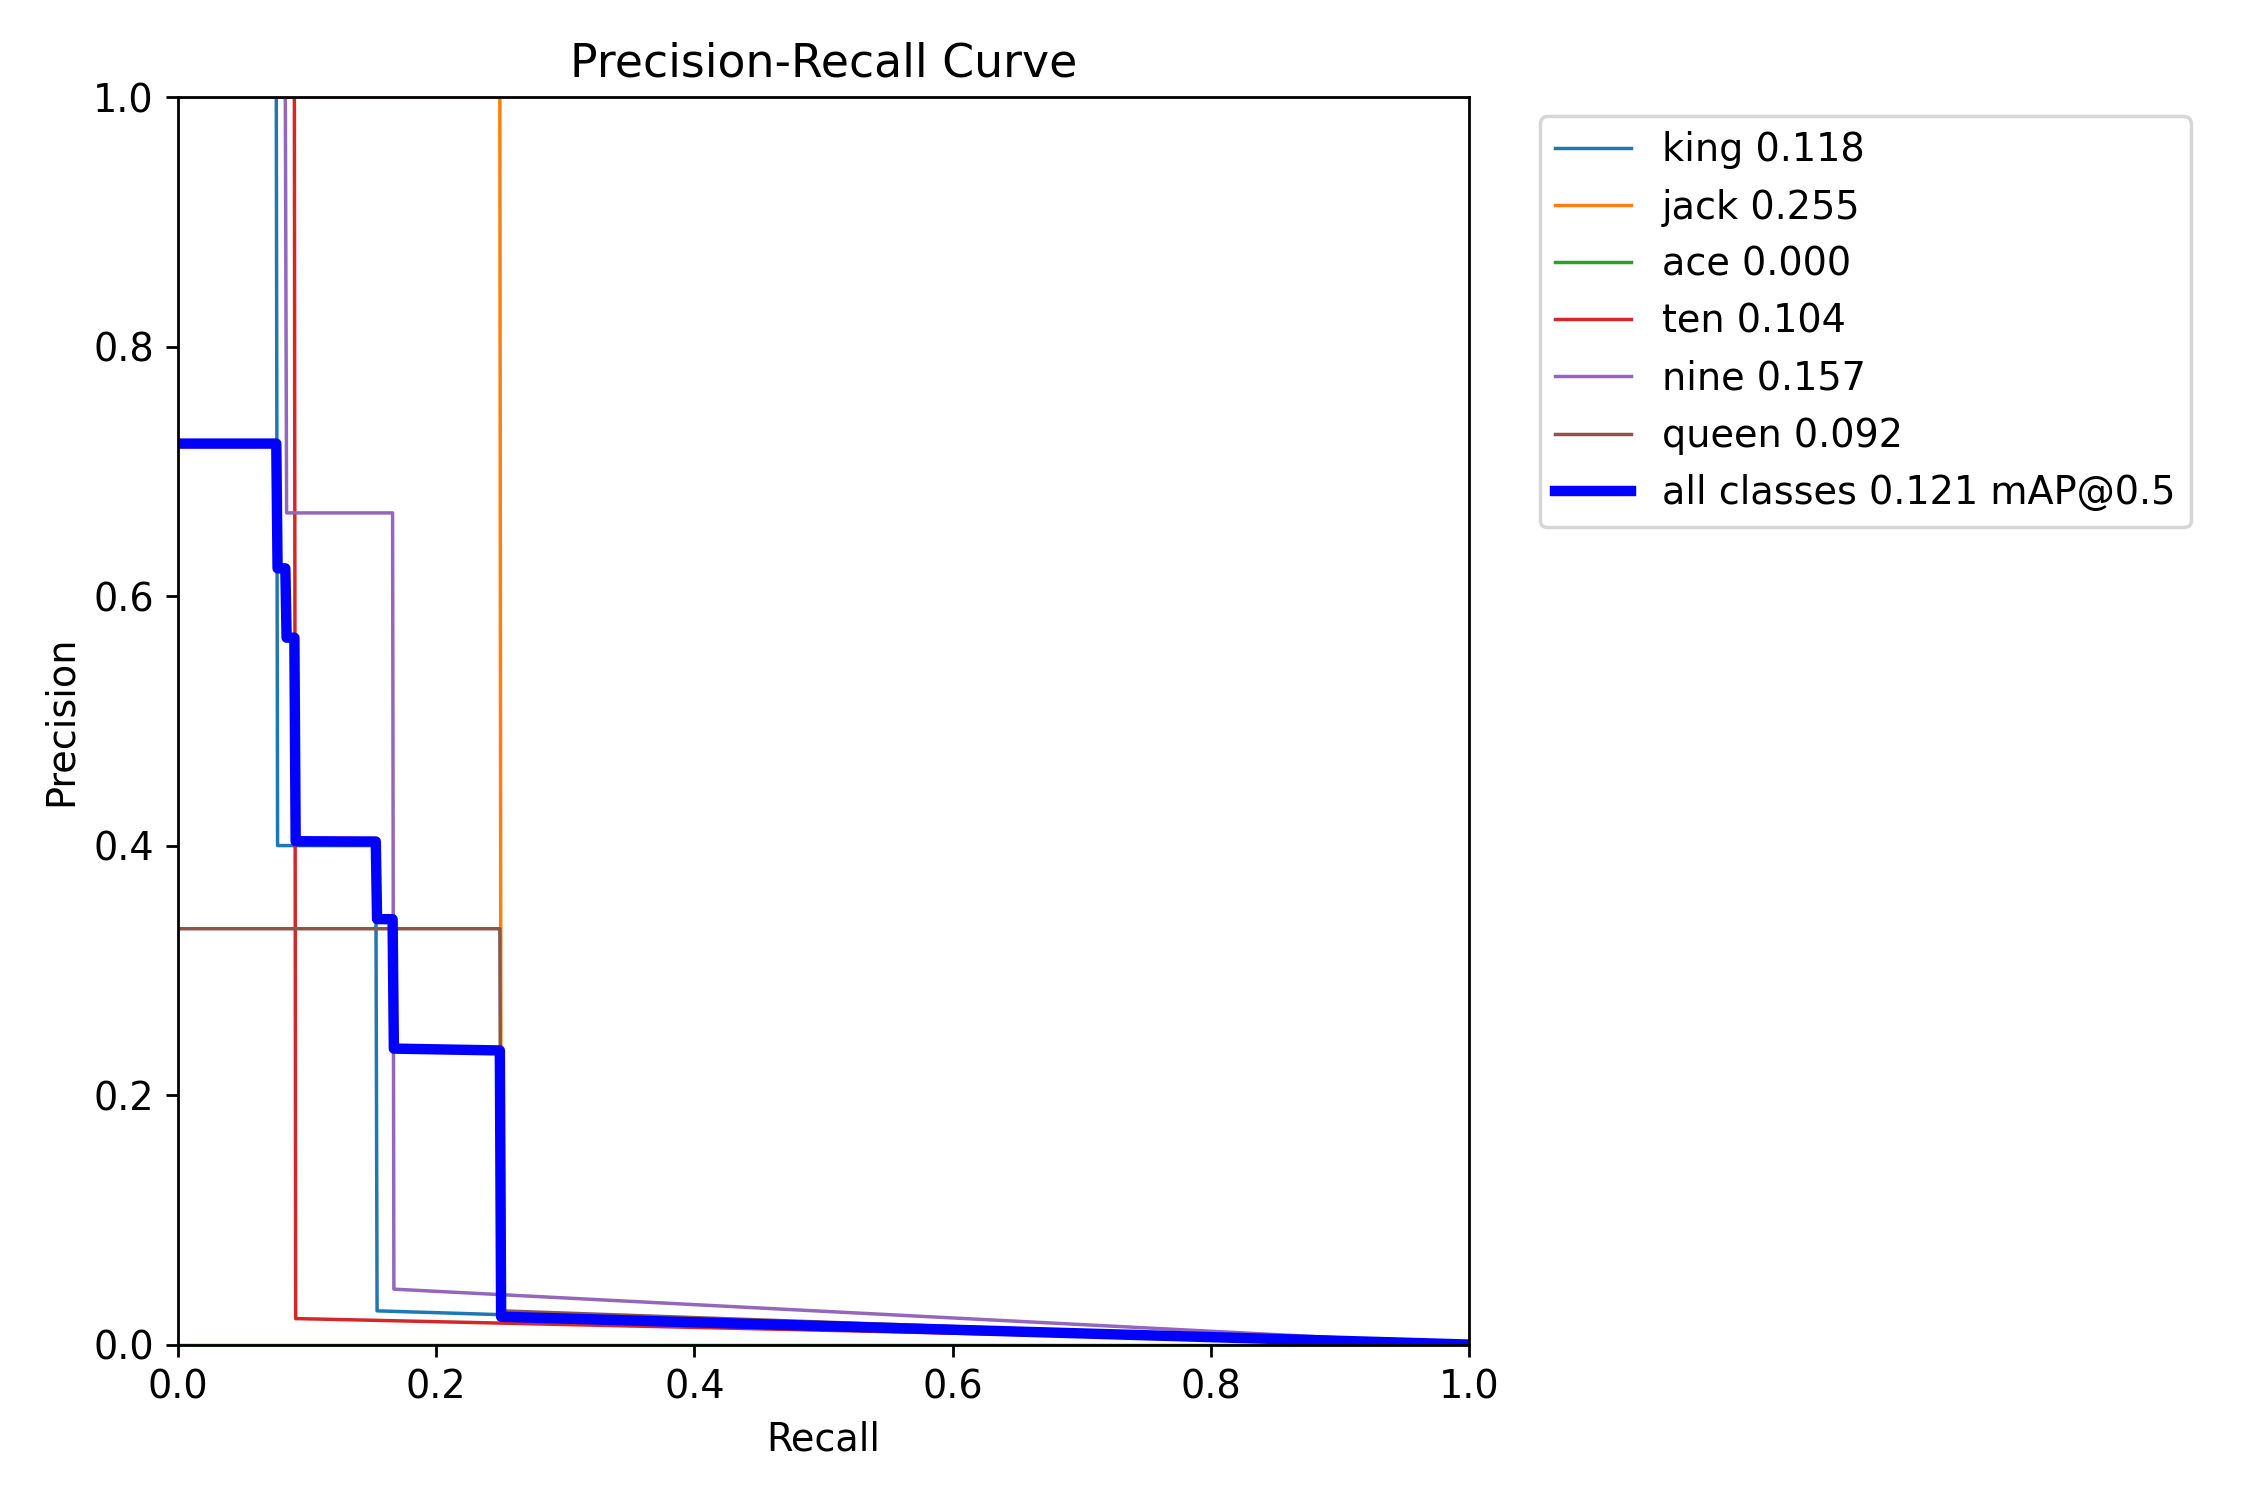 Precision-Recall Curve
1.0
0.8
0.6
0.4
0.2
0.0
Precision
0.0 0.2 0.4 0.6 0.8 1.0
Recall
king 0.118
jack 0.255
ace 0.000
ten 0.104
nine 0.157
queen 0.092
all classes 0.121 mAP@0.5